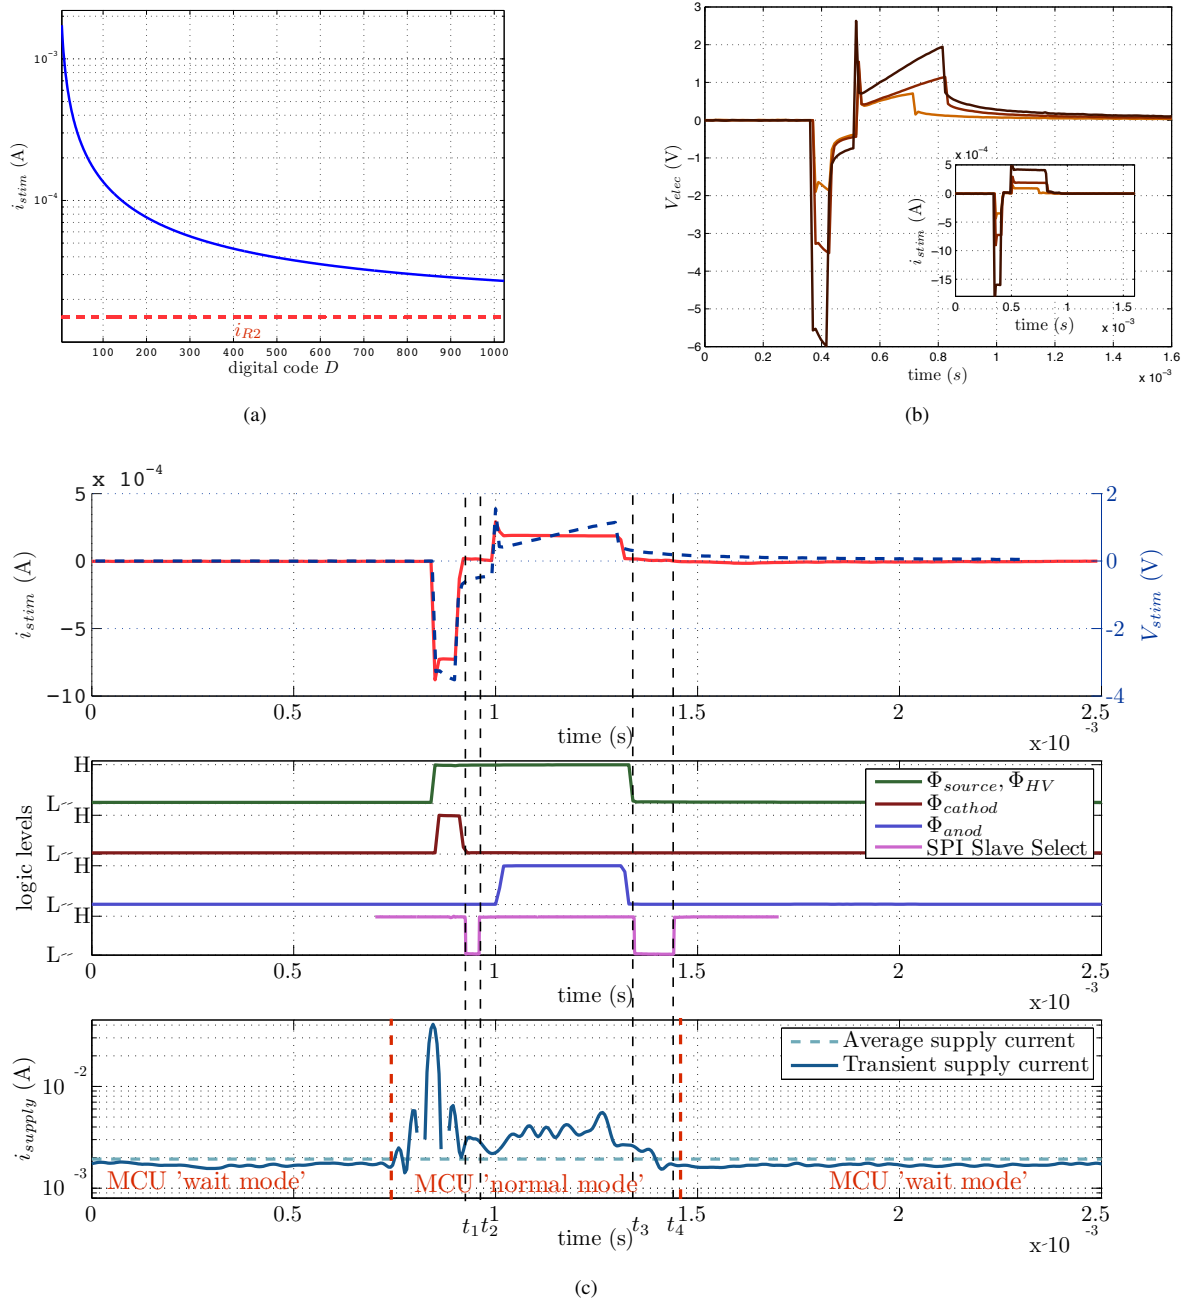 10⁻³
10⁻⁴
i_stim (A)
i_R2
100 200 300 400 500 600 700 800 900 1000
digital code D
(a)
3
2
1
0
−1
−2
−3
−4
−5
−6
V_elec (V)
0 0.2 0.4 0.6 0.8 1 1.2 1.4 1.6
time (s)
x 10⁻³
x 10⁻⁴
5
0
−5
−10
−15
i_stim (A)
0 0.5 1 1.5
time (s)
x 10⁻³
(b)
x 10⁻⁴
5
0
−5
−10
i_stim (A)
2
0
-2
-4
V_stim (V)
0 0.5 1 1.5 2 2.5
time (s)
x 10⁻³
H
L
H
L
H
L
H
L
logic levels
Φ_source, Φ_HV
Φ_cathod
Φ_anod
SPI Slave Select
0 0.5 1 1.5 2 2.5
time (s)
x 10⁻³
10⁻²
10⁻³
i_supply (A)
Average supply current
Transient supply current
MCU 'wait mode' MCU 'normal mode' MCU 'wait mode'
0 0.5 1 1.5 2 2.5
t₁ t₂ t₃ t₄
time (s)
x 10⁻³
(c)